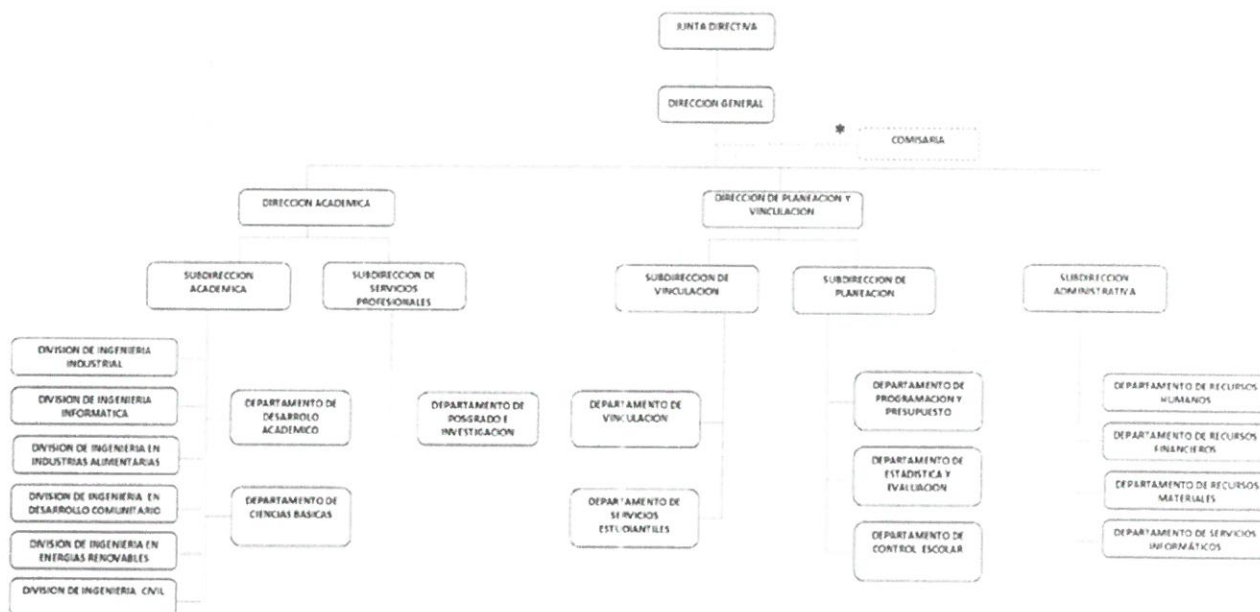 JUNTA DIRECTIVA
DIRECCION GENERAL
*
COMISARIA
DIRECCION ACADEMICA
DIRECCION DE PLANEACION Y
VINCULACION
SUBDIRECCION
ACADEMICA
SUBDIRECCION DE
SERVICIOS
PROFESIONALES
SUBDIRECCION DE
VINCULACION
SUBDIRECCION DE
PLANEACION
SUBDIRECCION
ADMINISTRATIVA
DIVISION DE INGENIERIA
INDUSTRIAL
DIVISION DE INGENIERIA
INFORMATICA
DIVISION DE INGENIERIA EN
INDUSTRIAS ALIMENTARIAS
DIVISION DE INGENIERIA EN
DESARROLLO COMUNITARIO
DIVISION DE INGENIERIA EN
ENERGIAS RENOVABLES
DIVISION DE INGENIERIA CIVIL
DEPARTAMENTO DE
DESARROLLO
ACADEMICO
DEPARTAMENTO DE
CIENCIAS BASICAS
DEPARTAMENTO DE
POSGRADO E
INVESTIGACION
DEPARTAMENTO DE
VINCULACION
DEPARTAMENTO DE
SERVICIOS
ESTUDIANTILES
DEPARTAMENTO DE
PROGRAMACION Y
PRESUPUESTO
DEPARTAMENTO DE
ESTADISTICA Y
EVALUACION
DEPARTAMENTO DE
CONTROL ESCOLAR
DEPARTAMENTO DE RECURSOS
HUMANOS
DEPARTAMENTO DE RECURSOS
FINANCIEROS
DEPARTAMENTO DE RECURSOS
MATERIALES
DEPARTAMENTO DE SERVICIOS
INFORMÁTICOS